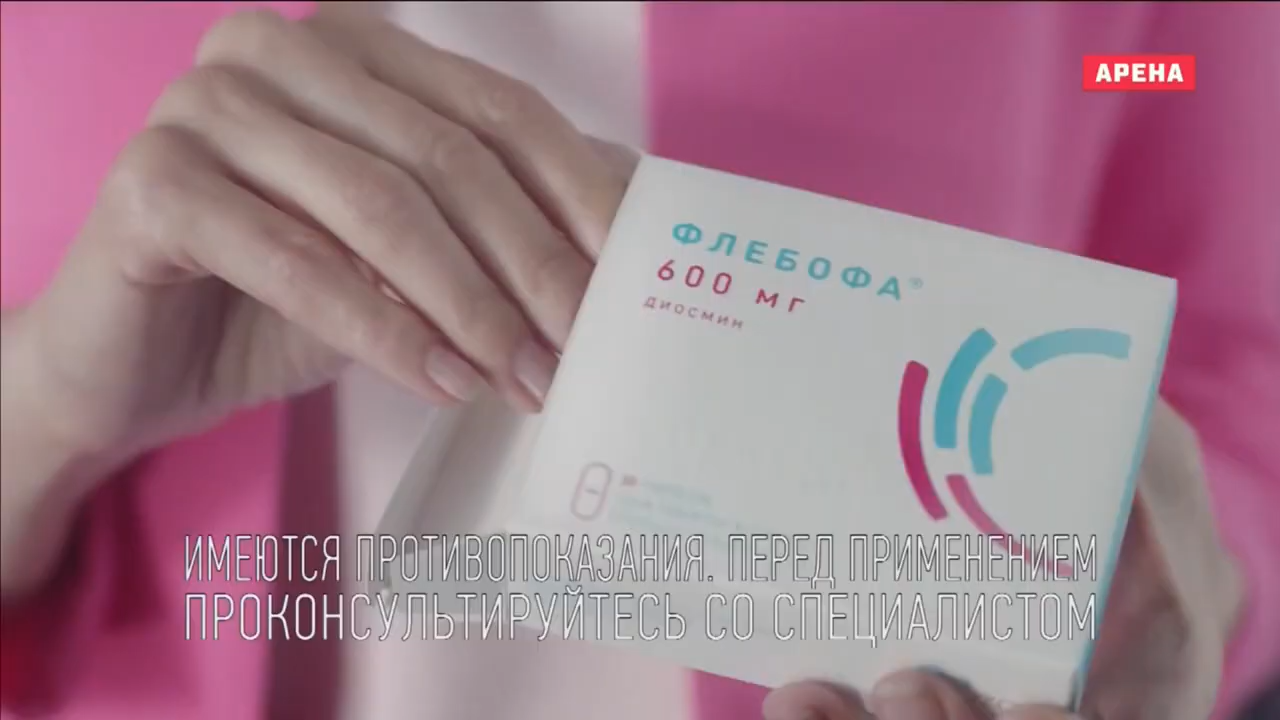 АРЕНА
ФЛЕБОФА®
600 мг
диосмин
ИМЕЮТСЯ ПРОТИВОПОКАЗАНИЯ. ПЕРЕД ПРИМЕНЕНИЕМ
ПРОКОНСУЛЬТИРУЙТЕСЬ СО СПЕЦИАЛИСТОМ